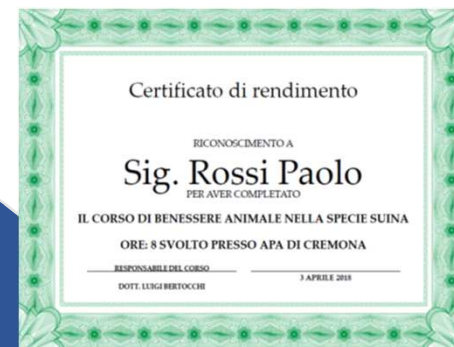 Certificato di rendimento
RICONOSCIMENTO A
Sig. Rossi Paolo
PER AVER COMPLETATO
IL CORSO DI BENESSERE ANIMALE NELLA SPECIE SUINA
ORE: 8 SVOLTO PRESSO APA DI CREMONA
RESPONSABILE DEL CORSO
3 APRILE 2018
DOTT. LUIGI BERTOCCHI